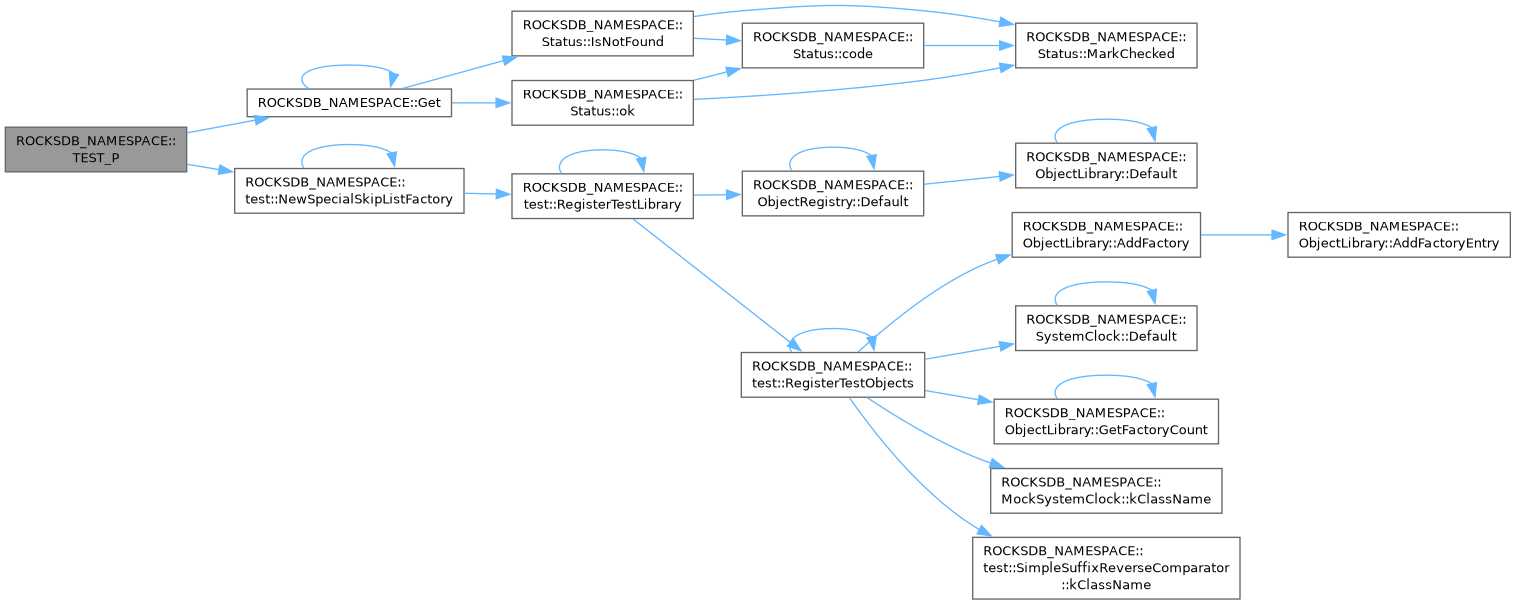 ROCKSDB_NAMESPACE::
TEST_P
ROCKSDB_NAMESPACE::Get
ROCKSDB_NAMESPACE::
Status::IsNotFound
ROCKSDB_NAMESPACE::
Status::code
ROCKSDB_NAMESPACE::
Status::MarkChecked
ROCKSDB_NAMESPACE::
Status::ok
ROCKSDB_NAMESPACE::
test::NewSpecialSkipListFactory
ROCKSDB_NAMESPACE::
test::RegisterTestLibrary
ROCKSDB_NAMESPACE::
ObjectRegistry::Default
ROCKSDB_NAMESPACE::
ObjectLibrary::Default
ROCKSDB_NAMESPACE::
test::RegisterTestObjects
ROCKSDB_NAMESPACE::
ObjectLibrary::AddFactory
ROCKSDB_NAMESPACE::
ObjectLibrary::AddFactoryEntry
ROCKSDB_NAMESPACE::
SystemClock::Default
ROCKSDB_NAMESPACE::
ObjectLibrary::GetFactoryCount
ROCKSDB_NAMESPACE::
MockSystemClock::kClassName
ROCKSDB_NAMESPACE::
test::SimpleSuffixReverseComparator
::kClassName